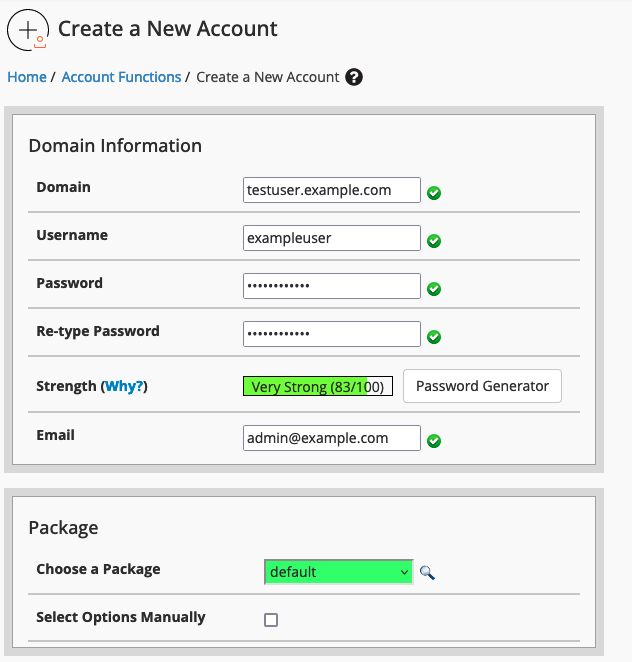 Create a New Account
Home / Account Functions / Create a New Account ?
Domain Information
Domain testuser.example.com
Username exampleuser
Password ••••••••••••
Re-type Password ••••••••••••
Strength (Why?) Very Strong (83/100) Password Generator
Email admin@example.com
Package
Choose a Package default
Select Options Manually